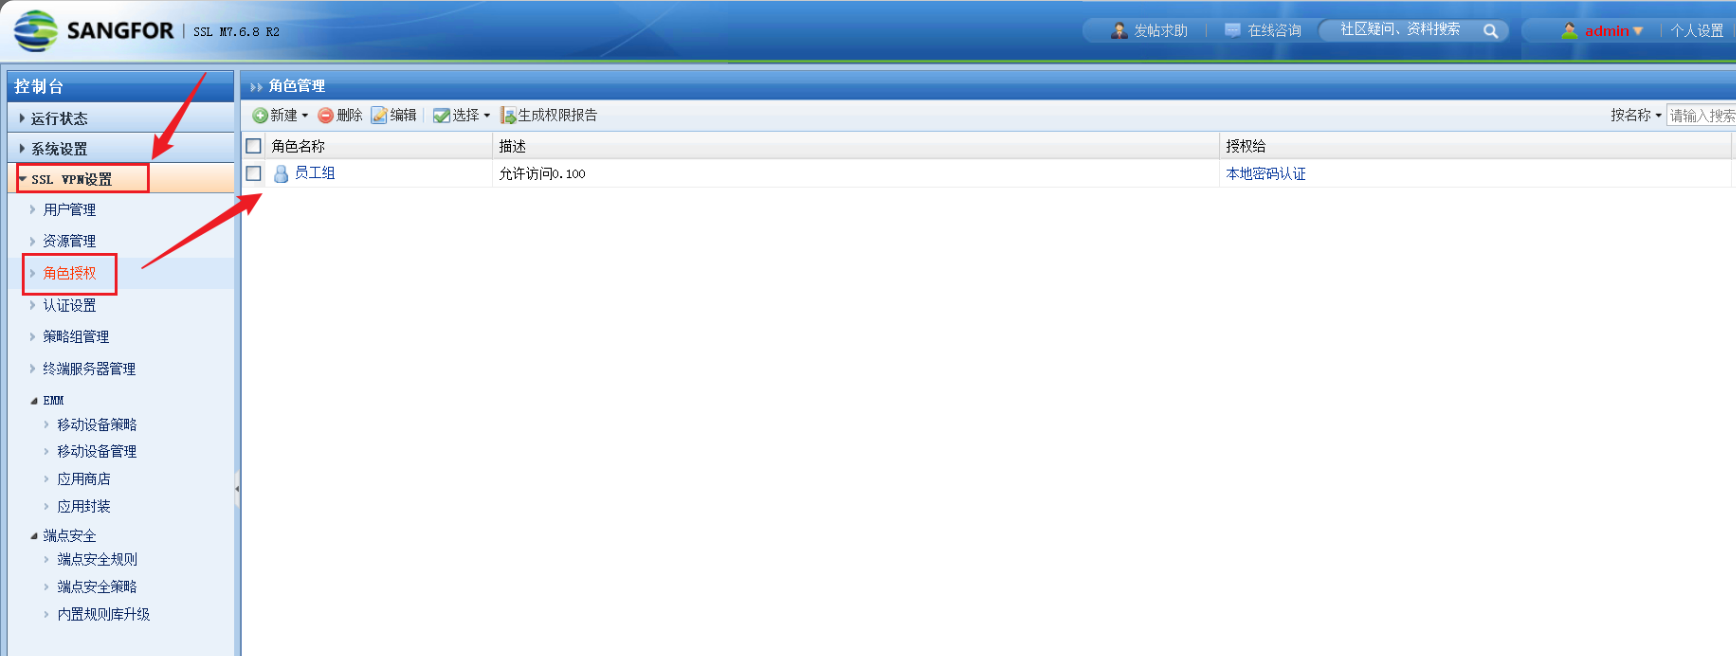 SANGFOR | SSL M7.6.8 R2
发帖求助
在线咨询
社区疑问、资料搜索
admin
个人设置
控制台
运行状态
系统设置
SSL VPN设置
用户管理
资源管理
角色授权
认证设置
策略组管理
终端服务器管理
EMM
移动设备策略
移动设备管理
应用商店
应用封装
端点安全
端点安全规则
端点安全策略
内置规则库升级
角色管理
新建 删除 编辑 选择 生成权限报告 按名称 请输入搜索
角色名称 描述 授权给
员工组 允许访问0.100 本地密码认证